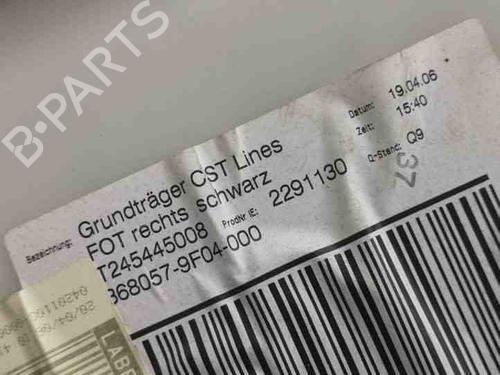 B-PARTS
Bezeichnung: Grundträger CST Lines
FOT rechts schwarz
T245445008 ProdNr IE: 2291130
868057-9F04-000
Datum: 19.04.06
Zeit: 15:40
Q-Stand: Q9
37